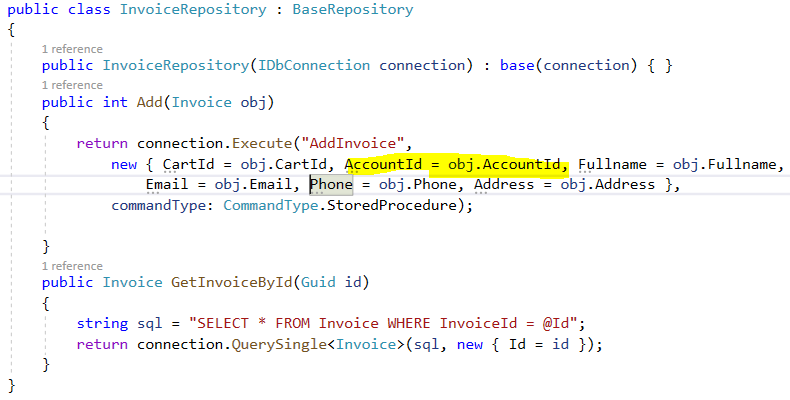 public class InvoiceRepository : BaseRepository
{
1 reference
public InvoiceRepository(IDbConnection connection) : base(connection) { }
1 reference
public int Add(Invoice obj)
{
return connection.Execute("AddInvoice",
new { CartId = obj.CartId, AccountId = obj.AccountId, Fullname = obj.Fullname,
Email = obj.Email, Phone = obj.Phone, Address = obj.Address },
commandType: CommandType.StoredProcedure);
}
1 reference
public Invoice GetInvoiceById(Guid id)
{
string sql = "SELECT * FROM Invoice WHERE InvoiceId = @Id";
return connection.QuerySingle<Invoice>(sql, new { Id = id });
}
}